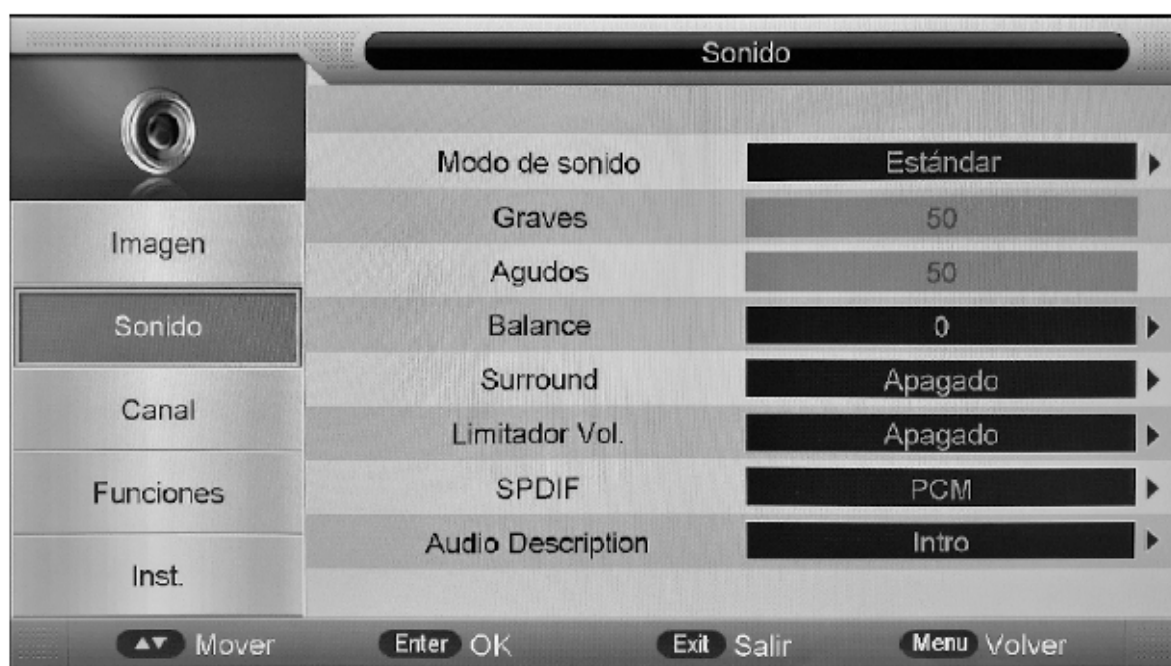 Sonido
Imagen
Sonido
Canal
Funciones
Inst.
Modo de sonido Estándar
Graves 50
Agudos 50
Balance 0
Surround Apagado
Limitador Vol. Apagado
SPDIF PCM
Audio Description Intro
Mover Enter OK Exit Salir Menu Volver